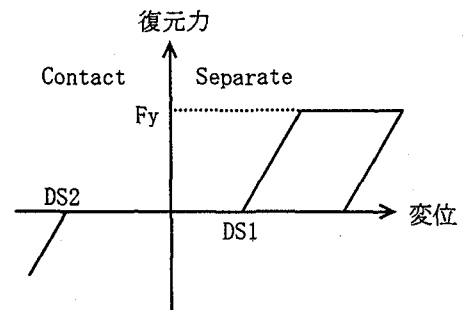 復元力
Contact
Separate
Fy
DS2
DS1
変位